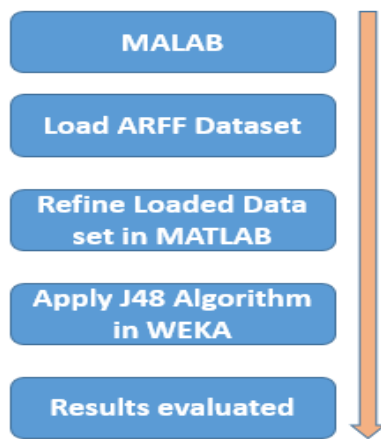 MALAB
Load ARFF Dataset
Refine Loaded Data
set in MATLAB
Apply J48 Algorithm
in WEKA
Results evaluated